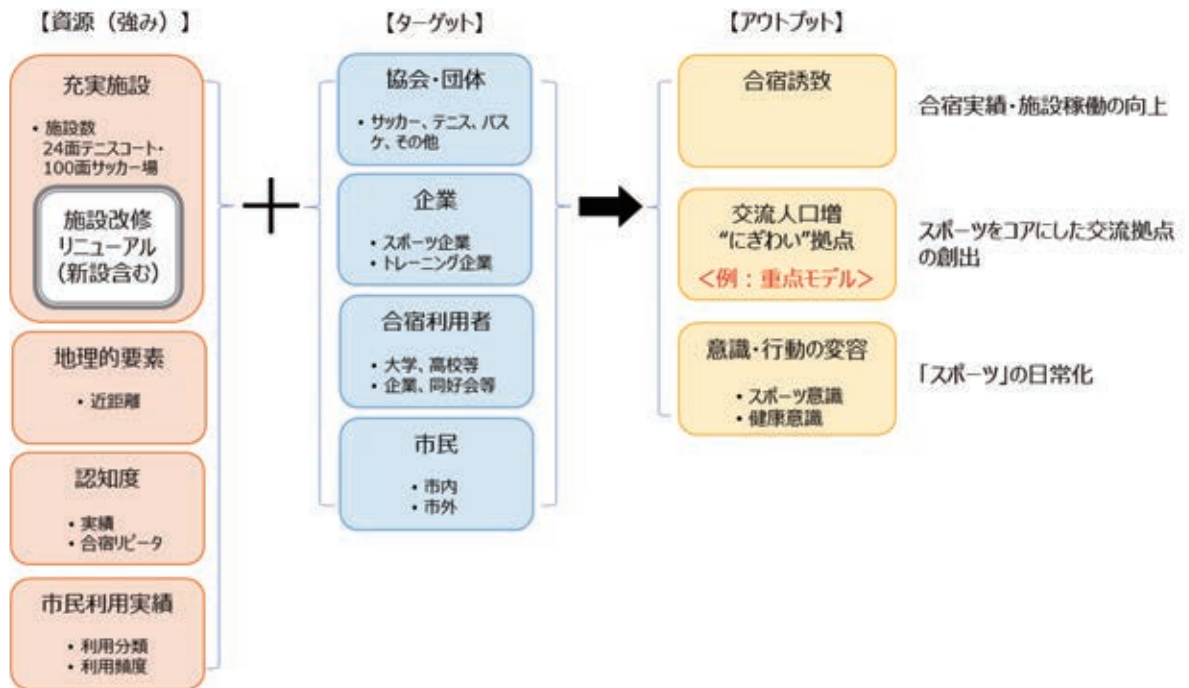 【資源（強み）】
充実施設
• 施設数
24面テニスコート・
100面サッカー場
施設改修
リニューアル
（新設含む）
地理的要素
• 近距離
認知度
• 実績
• 合宿リピータ
市民利用実績
• 利用分類
• 利用頻度
【ターゲット】
協会・団体
• サッカー、テニス、バス
ケ、その他
企業
• スポーツ企業
• トレーニング企業
合宿利用者
• 大学、高校等
• 企業、同好会等
市民
• 市内
• 市外
【アウトプット】
合宿誘致
合宿実績・施設稼働の向上
交流人口増
“にぎわい”拠点
＜例：重点モデル＞
スポーツをコアにした交流拠点
の創出
意識・行動の変容
• スポーツ意識
• 健康意識
「スポーツ」の日常化